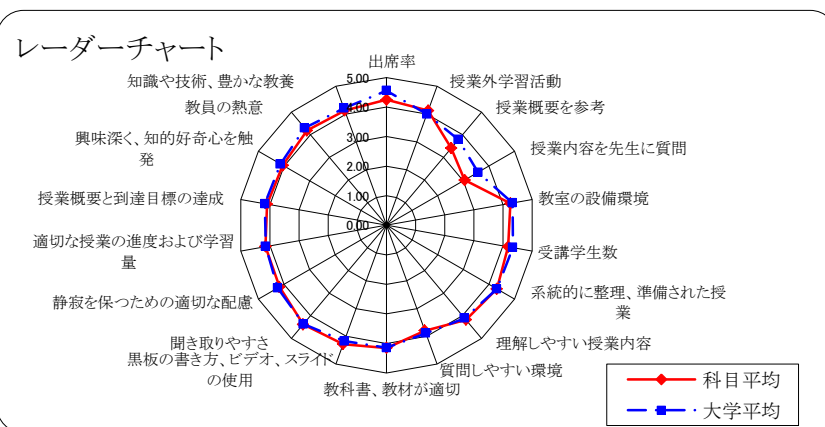 レーダーチャート
出席率
授業外学習活動
授業概要を参考
授業内容を先生に質問
教室の設備環境
受講学生数
系統的に整理、準備された授
業
理解しやすい授業内容
質問しやすい環境
教科書、教材が適切
黒板の書き方、ビデオ、スライド
の使用
聞き取りやすさ
静寂を保つための適切な配慮
適切な授業の進度および学習
量
授業概要と到達目標の達成
興味深く、知的好奇心を触
発
教員の熱意
知識や技術、豊かな教養
5.00
4.00
3.00
2.00
1.00
0.00
科目平均
大学平均